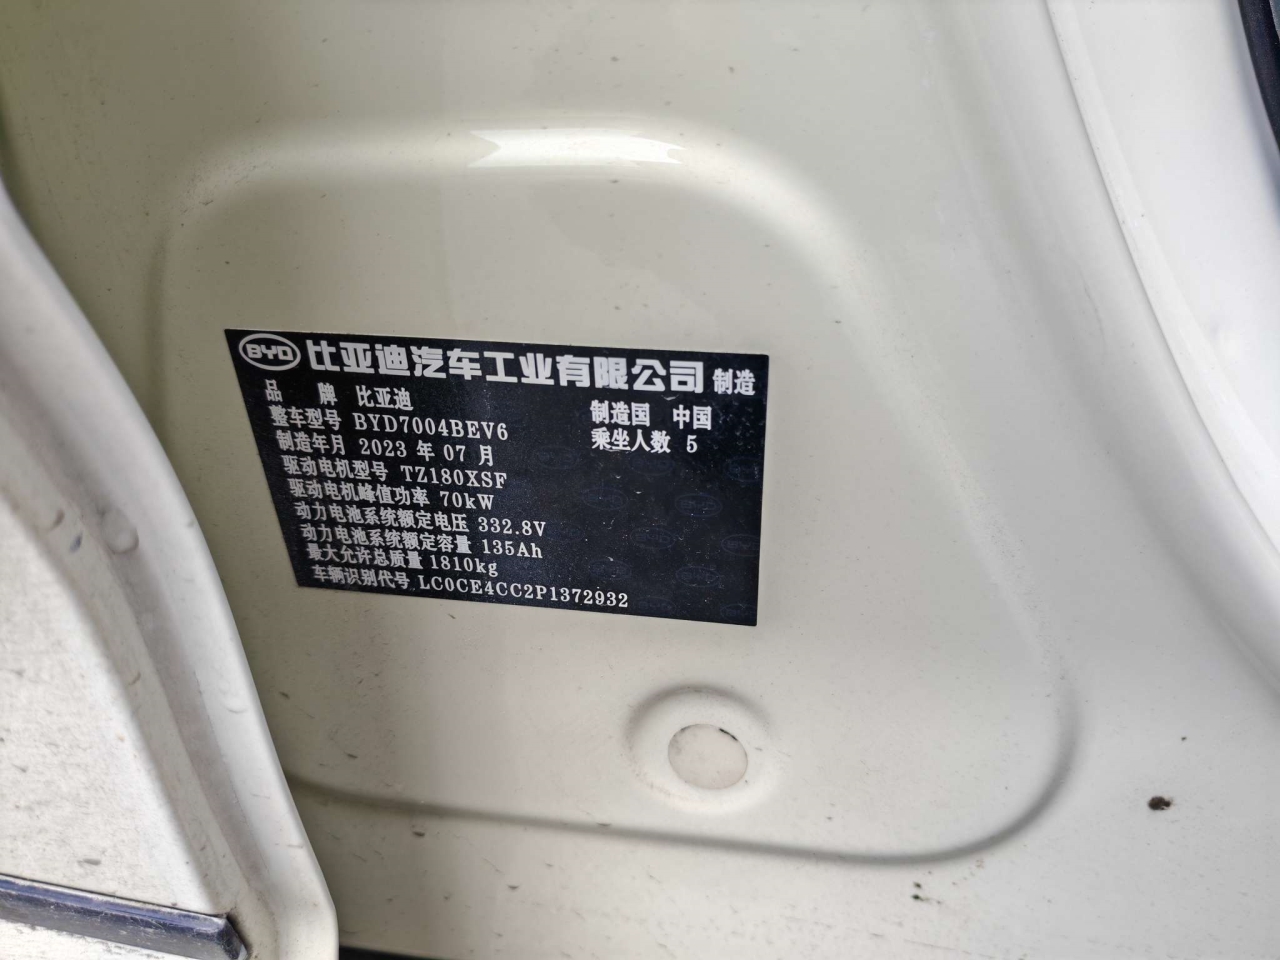 BYD 比亚迪汽车工业有限公司 制造
品 牌 比亚迪 制造国 中国
整车型号 BYD7004BEV6 乘坐人数 5
制造年月 2023 年 07 月
驱动电机型号 TZ180XSF
驱动电机峰值功率 70kW
动力电池系统额定电压 332.8V
动力电池系统额定容量 135Ah
最大允许总质量 1810kg
车辆识别代号 LC0CE4CC2P1372932